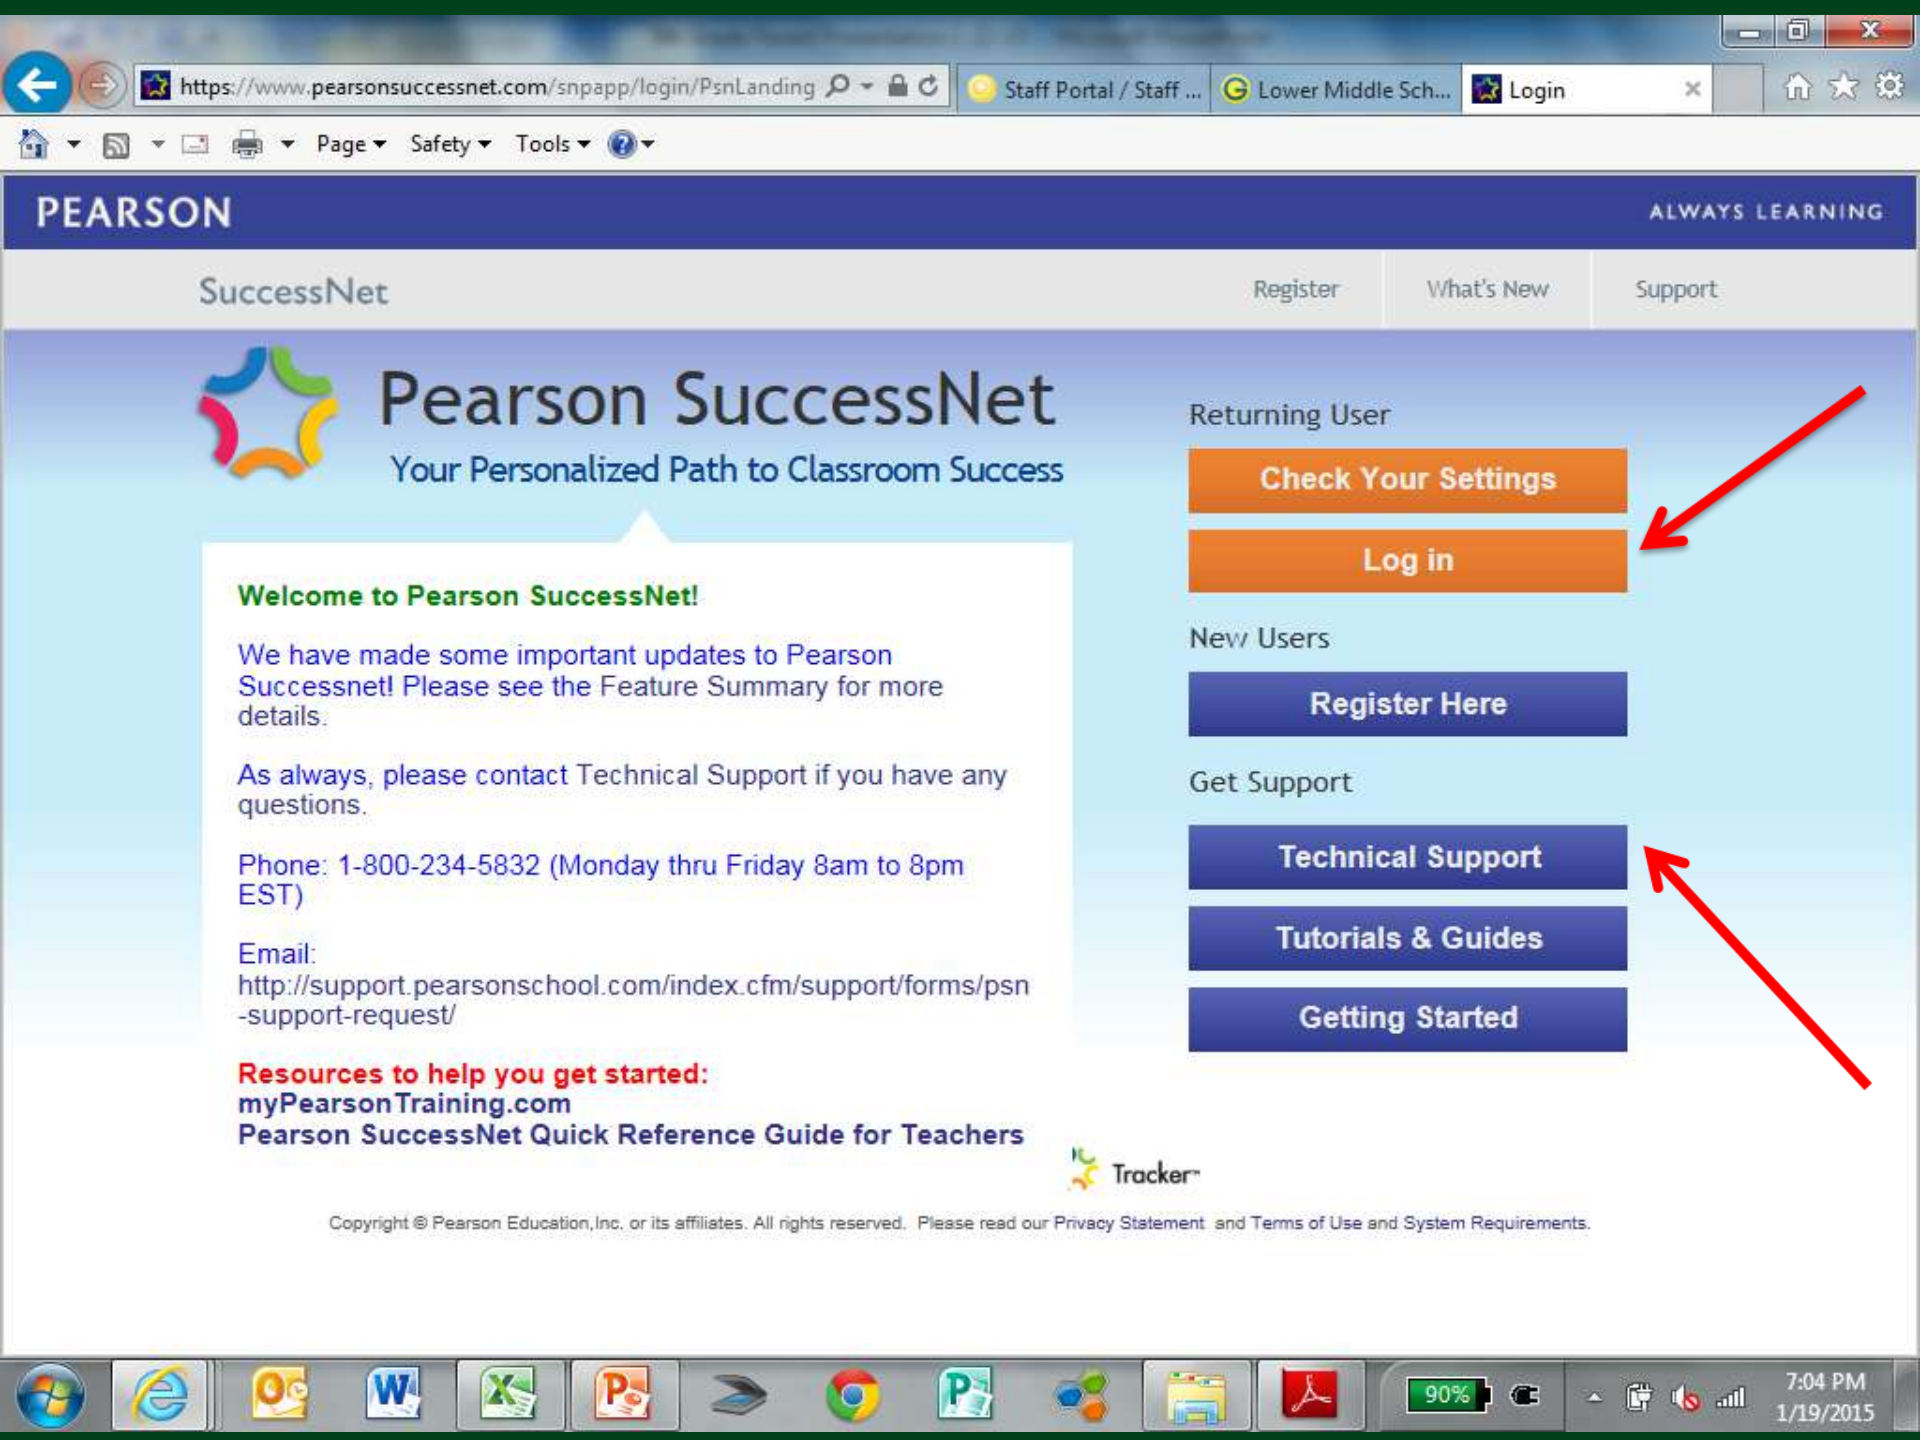 https://www.pearsonsuccessnet.com/snpapp/login/PsnLanding
Staff Portal / Staff ...
Lower Middle Sch...
Login
Page
Safety
Tools
PEARSON
ALWAYS LEARNING
SuccessNet
Register
What's New
Support
Pearson SuccessNet
Your Personalized Path to Classroom Success
Welcome to Pearson SuccessNet!
We have made some important updates to Pearson
Successnet! Please see the Feature Summary for more
details.
As always, please contact Technical Support if you have any
questions.
Phone: 1-800-234-5832 (Monday thru Friday 8am to 8pm
EST)
Email:
http://support.pearsonschool.com/index.cfm/support/forms/psn
-support-request/
Resources to help you get started:
myPearsonTraining.com
Pearson SuccessNet Quick Reference Guide for Teachers
Returning User
Check Your Settings
Log in
New Users
Register Here
Get Support
Technical Support
Tutorials & Guides
Getting Started
Tracker™
Copyright © Pearson Education,Inc. or its affiliates. All rights reserved. Please read our Privacy Statement and Terms of Use and System Requirements.
90%
7:04 PM
1/19/2015